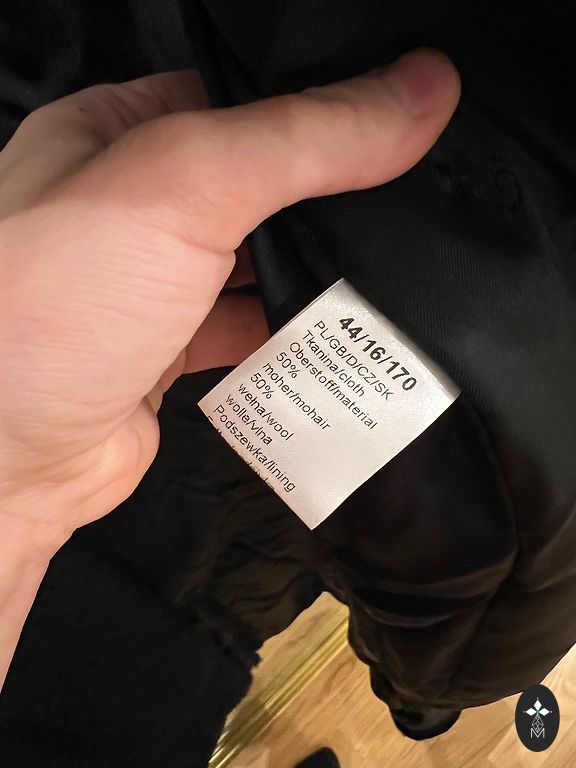 44/16/170
PL/GB/D/CZ/SK
Tkanina/cloth
Oberstoff/material
50%
moher/mohair
50%
wełna/wool
wolle/vlna
Podszewka/lining